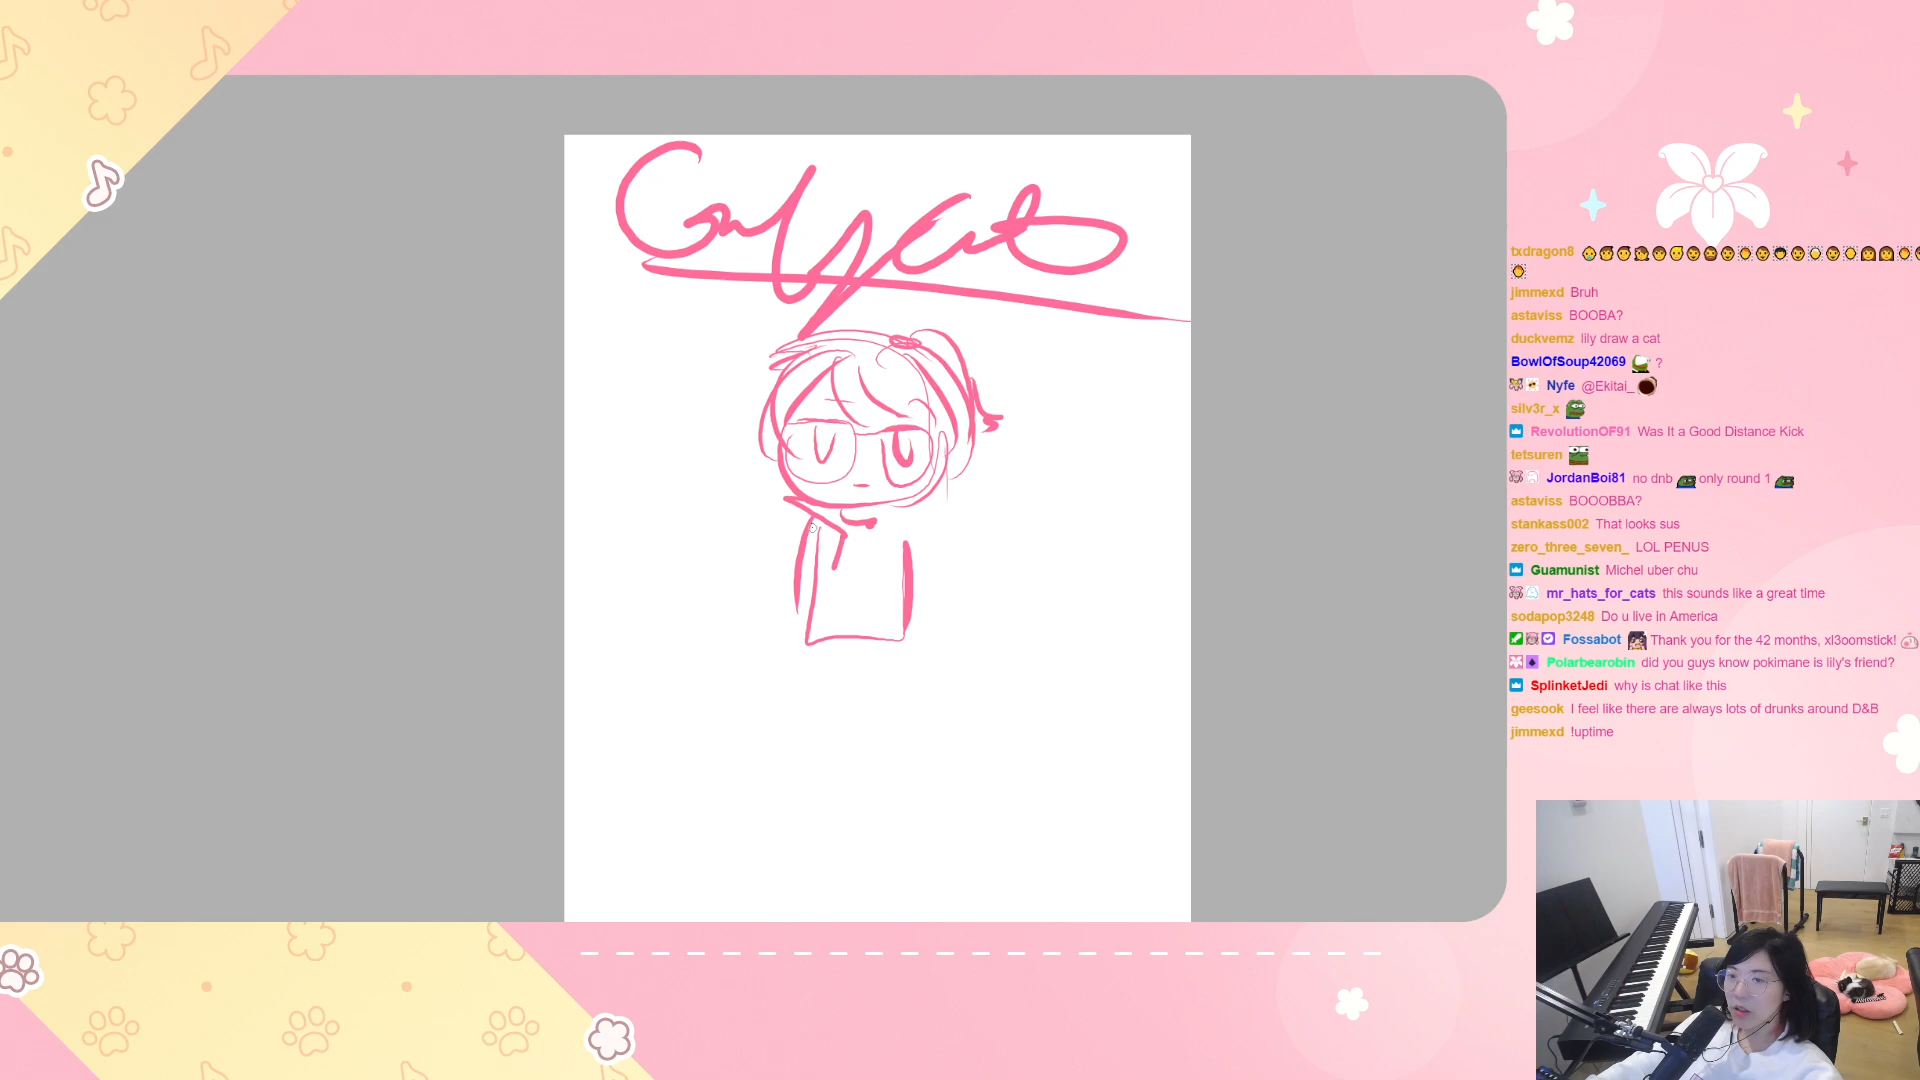 txdragon8
jimmexd Bruh
astaviss BOOBA?
duckvemz lily draw a cat
BowlOfSoup42069 ?
Nyfe @Ekitai_
silv3r_x
RevolutionOF91 Was It a Good Distance Kick
tetsuren
JordanBoi81 no dnb only round 1
astaviss BOOOBBA?
stankass002 That looks sus
zero_three_seven_ LOL PENUS
Guamunist Michel uber chu
mr_hats_for_cats this sounds like a great time
sodapop3248 Do u live in America
Fossabot Thank you for the 42 months, xl3oomstick!
Polarbearobin did you guys know pokimane is lily's friend?
SplinketJedi why is chat like this
geesook I feel like there are always lots of drunks around D&B
jimmexd !uptime